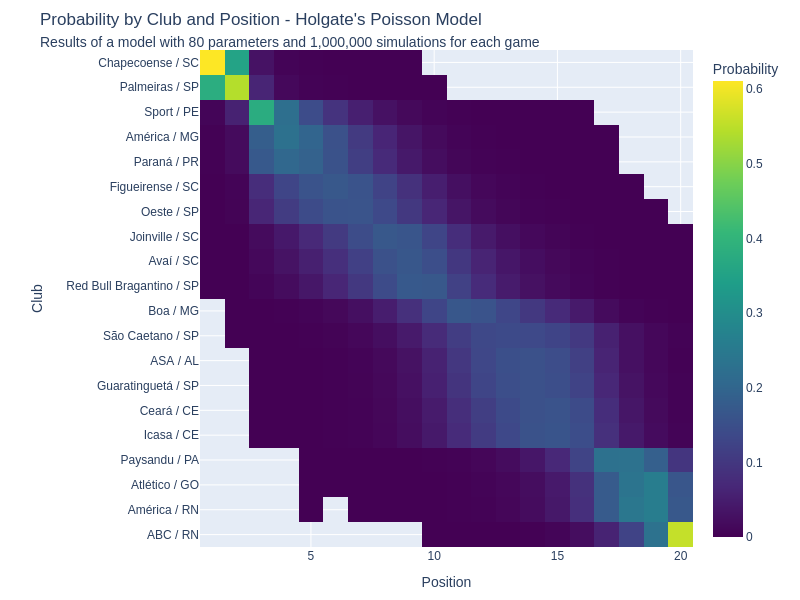 Probability by Club and Position - Holgate's Poisson Model
Results of a model with 80 parameters and 1,000,000 simulations for each game
Probability
Club
Chapecoense / SC
Palmeiras / SP
Sport / PE
América / MG
Paraná / PR
Figueirense / SC
Oeste / SP
Joinville / SC
Avaí / SC
Red Bull Bragantino / SP
Boa / MG
São Caetano / SP
ASA / AL
Guaratinguetá / SP
Ceará / CE
Icasa / CE
Paysandu / PA
Atlético / GO
América / RN
ABC / RN
0.6
0.5
0.4
0.3
0.2
0.1
0
5
10
15
20
Position